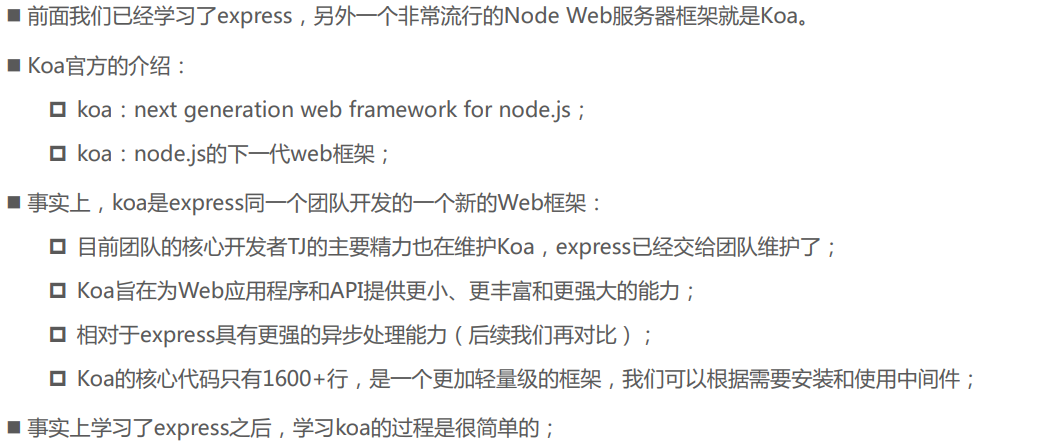 前面我们已经学习了express，另外一个非常流行的Node Web服务器框架就是Koa。
Koa官方的介绍：
koa：next generation web framework for node.js；
koa：node.js的下一代web框架；
事实上，koa是express同一个团队开发的一个新的Web框架：
目前团队的核心开发者TJ的主要精力也在维护Koa，express已经交给团队维护了；
Koa旨在为Web应用程序和API提供更小、更丰富和更强大的能力；
相对于express具有更强的异步处理能力（后续我们再对比）；
Koa的核心代码只有1600+行，是一个更加轻量级的框架，我们可以根据需要安装和使用中间件；
事实上学习了express之后，学习koa的过程是很简单的；